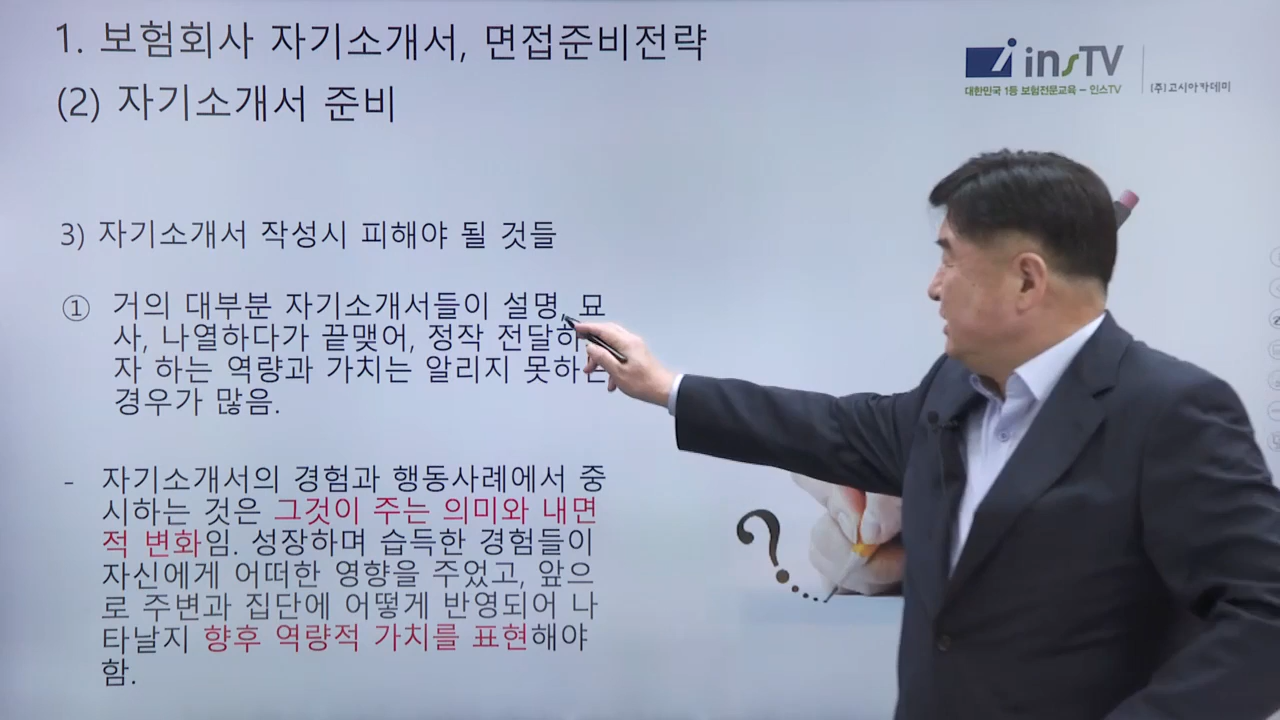 1. 보험회사 자기소개서, 면접준비전략
(2) 자기소개서 준비
insTV
대한민국 1등 보험전문교육 - 인스TV
(주)고시아카데미
3) 자기소개서 작성시 피해야 될 것들
① 거의 대부분 자기소개서들이 설명, 묘
사, 나열하다가 끝맺어, 정작 전달하
자 하는 역량과 가치는 알리지 못하는
경우가 많음.
- 자기소개서의 경험과 행동사례에서 중
시하는 것은 그것이 주는 의미와 내면
적 변화임. 성장하며 습득한 경험들이
자신에게 어떠한 영향을 주었고, 앞으
로 주변과 집단에 어떻게 반영되어 나
타날지 향후 역량적 가치를 표현해야
함.